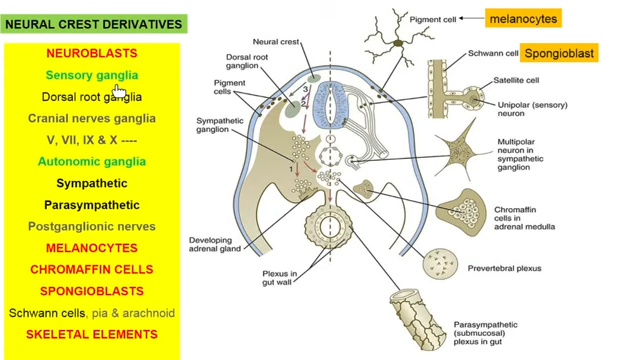 NEURAL CREST DERIVATIVES
NEUROBLASTS
Sensory ganglia
Dorsal root ganglia
Cranial nerves ganglia
V, VII, IX & X ----
Autonomic ganglia
Sympathetic
Parasympathetic
Postganglionic nerves
MELANOCYTES
CHROMAFFIN CELLS
SPONGIOBLASTS
Schwann cells, pia & arachnoid
SKELETAL ELEMENTS
Neural crest
Dorsal root
ganglion
Pigment
cells
Sympathetic
ganglion
Developing
adrenal gland
Plexus in
gut wall
3
2
1
Pigment cell
melanocytes
Schwann cell
Spongioblast
Satellite cell
Unipolar (sensory)
neuron
Multipolar
neuron in
sympathetic
ganglion
Chromaffin
cells in
adrenal medulla
Prevertebral plexus
Parasympathetic
(submucosal)
plexus in gut